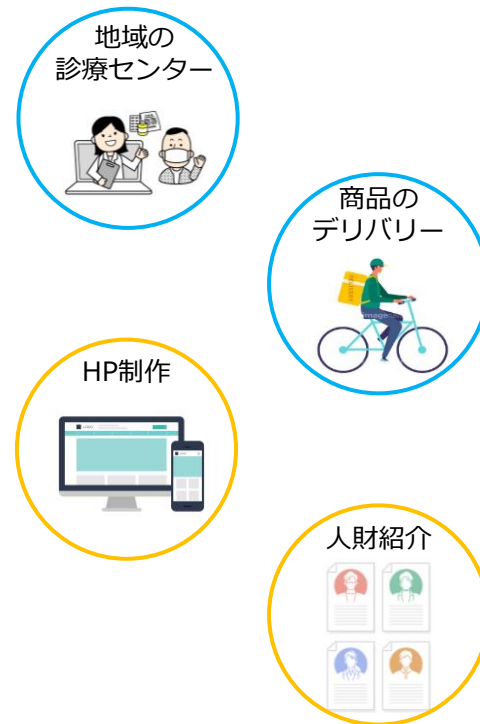 地域の
診療センター
商品の
デリバリー
HP制作
人財紹介